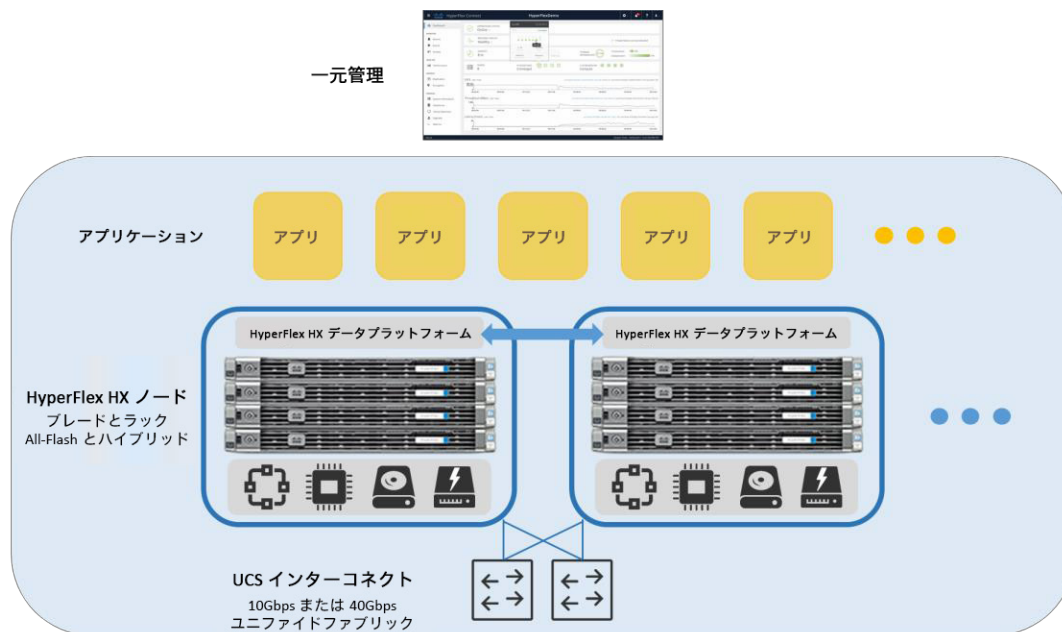 HyperFlex Connect
HyperFlexDemo
一元管理
アプリケーション
アプリ
アプリ
アプリ
アプリ
アプリ
HyperFlex HX データプラットフォーム
HyperFlex HX データプラットフォーム
HyperFlex HX ノード
ブレードとラック
All-Flash とハイブリッド
UCS インターコネクト
10Gbps または 40Gbps
ユニファイドファブリック